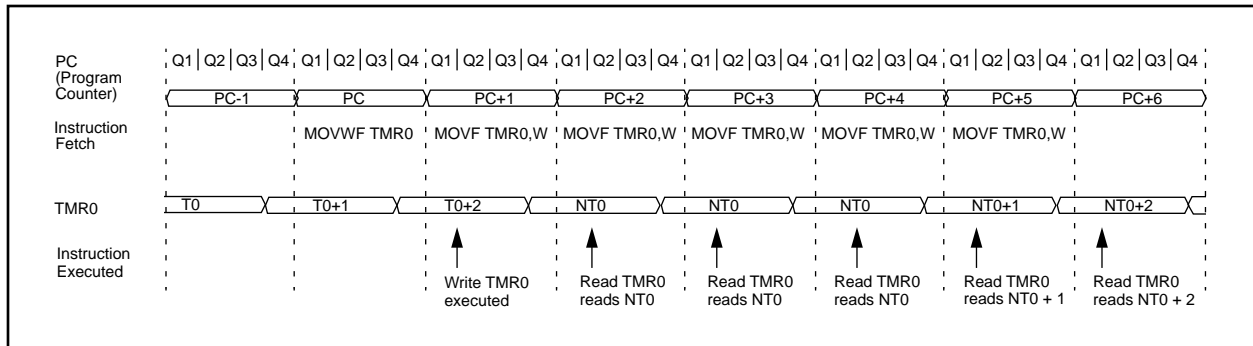 PC
(Program
Counter)
Q1 Q2 Q3 Q4 Q1 Q2 Q3 Q4 Q1 Q2 Q3 Q4 Q1 Q2 Q3 Q4 Q1 Q2 Q3 Q4 Q1 Q2 Q3 Q4 Q1 Q2 Q3 Q4 Q1 Q2 Q3 Q4
PC-1 PC PC+1 PC+2 PC+3 PC+4 PC+5 PC+6
Instruction
Fetch
MOVWF TMR0 MOVF TMR0,W MOVF TMR0,W MOVF TMR0,W MOVF TMR0,W MOVF TMR0,W
TMR0
T0 T0+1 T0+2 NT0 NT0 NT0 NT0+1 NT0+2
Instruction
Executed
Write TMR0
executed
Read TMR0
reads NT0
Read TMR0
reads NT0
Read TMR0
reads NT0
Read TMR0
reads NT0 + 1
Read TMR0
reads NT0 + 2